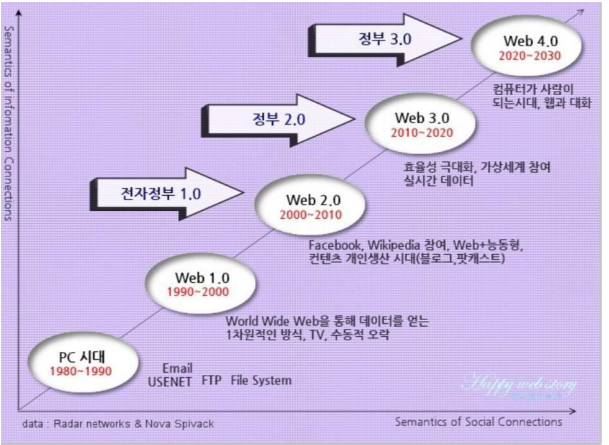 Semantics of infomation Connections
정부 3.0
Web 4.0
2020~2030
컴퓨터가 사람이
되는시대, 웹과 대화
정부 2.0
Web 3.0
2010~2020
효율성 극대화, 가상세계 참여
실시간 데이터
전자정부 1.0
Web 2.0
2000~2010
Facebook, Wikipedia 참여, Web+능동형,
컨텐츠 개인생산 시대(블로그,팟캐스트)
Web 1.0
1990~2000
World Wide Web을 통해 데이터를 얻는
1차원적인 방식, TV, 수동적 오락
PC 시대
1980~1990
Email
USENET FTP File System
Happy web story
data : Radar networks & Nova Spivack
Semantics of Social Connections